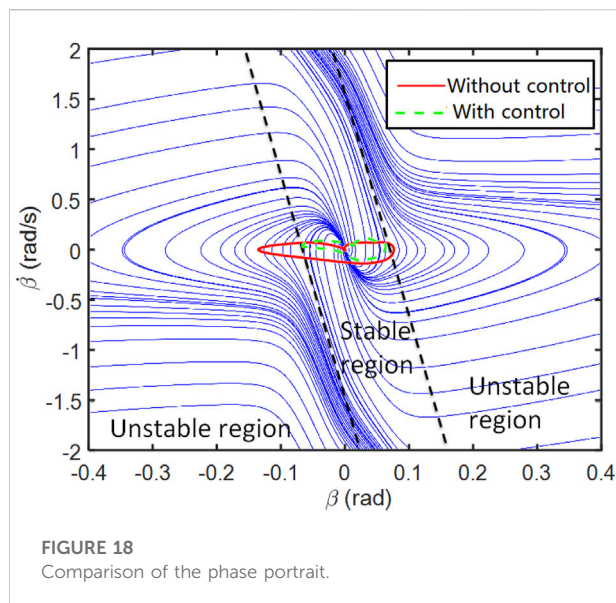 2
1.5
1
0.5
0
-0.5
-1
-1.5
-2
β̇ (rad/s)
Without control
With control
Stable
region
Unstable
region
Unstable region
-0.4 -0.3 -0.2 -0.1 0 0.1 0.2 0.3 0.4
β (rad)
FIGURE 18
Comparison of the phase portrait.